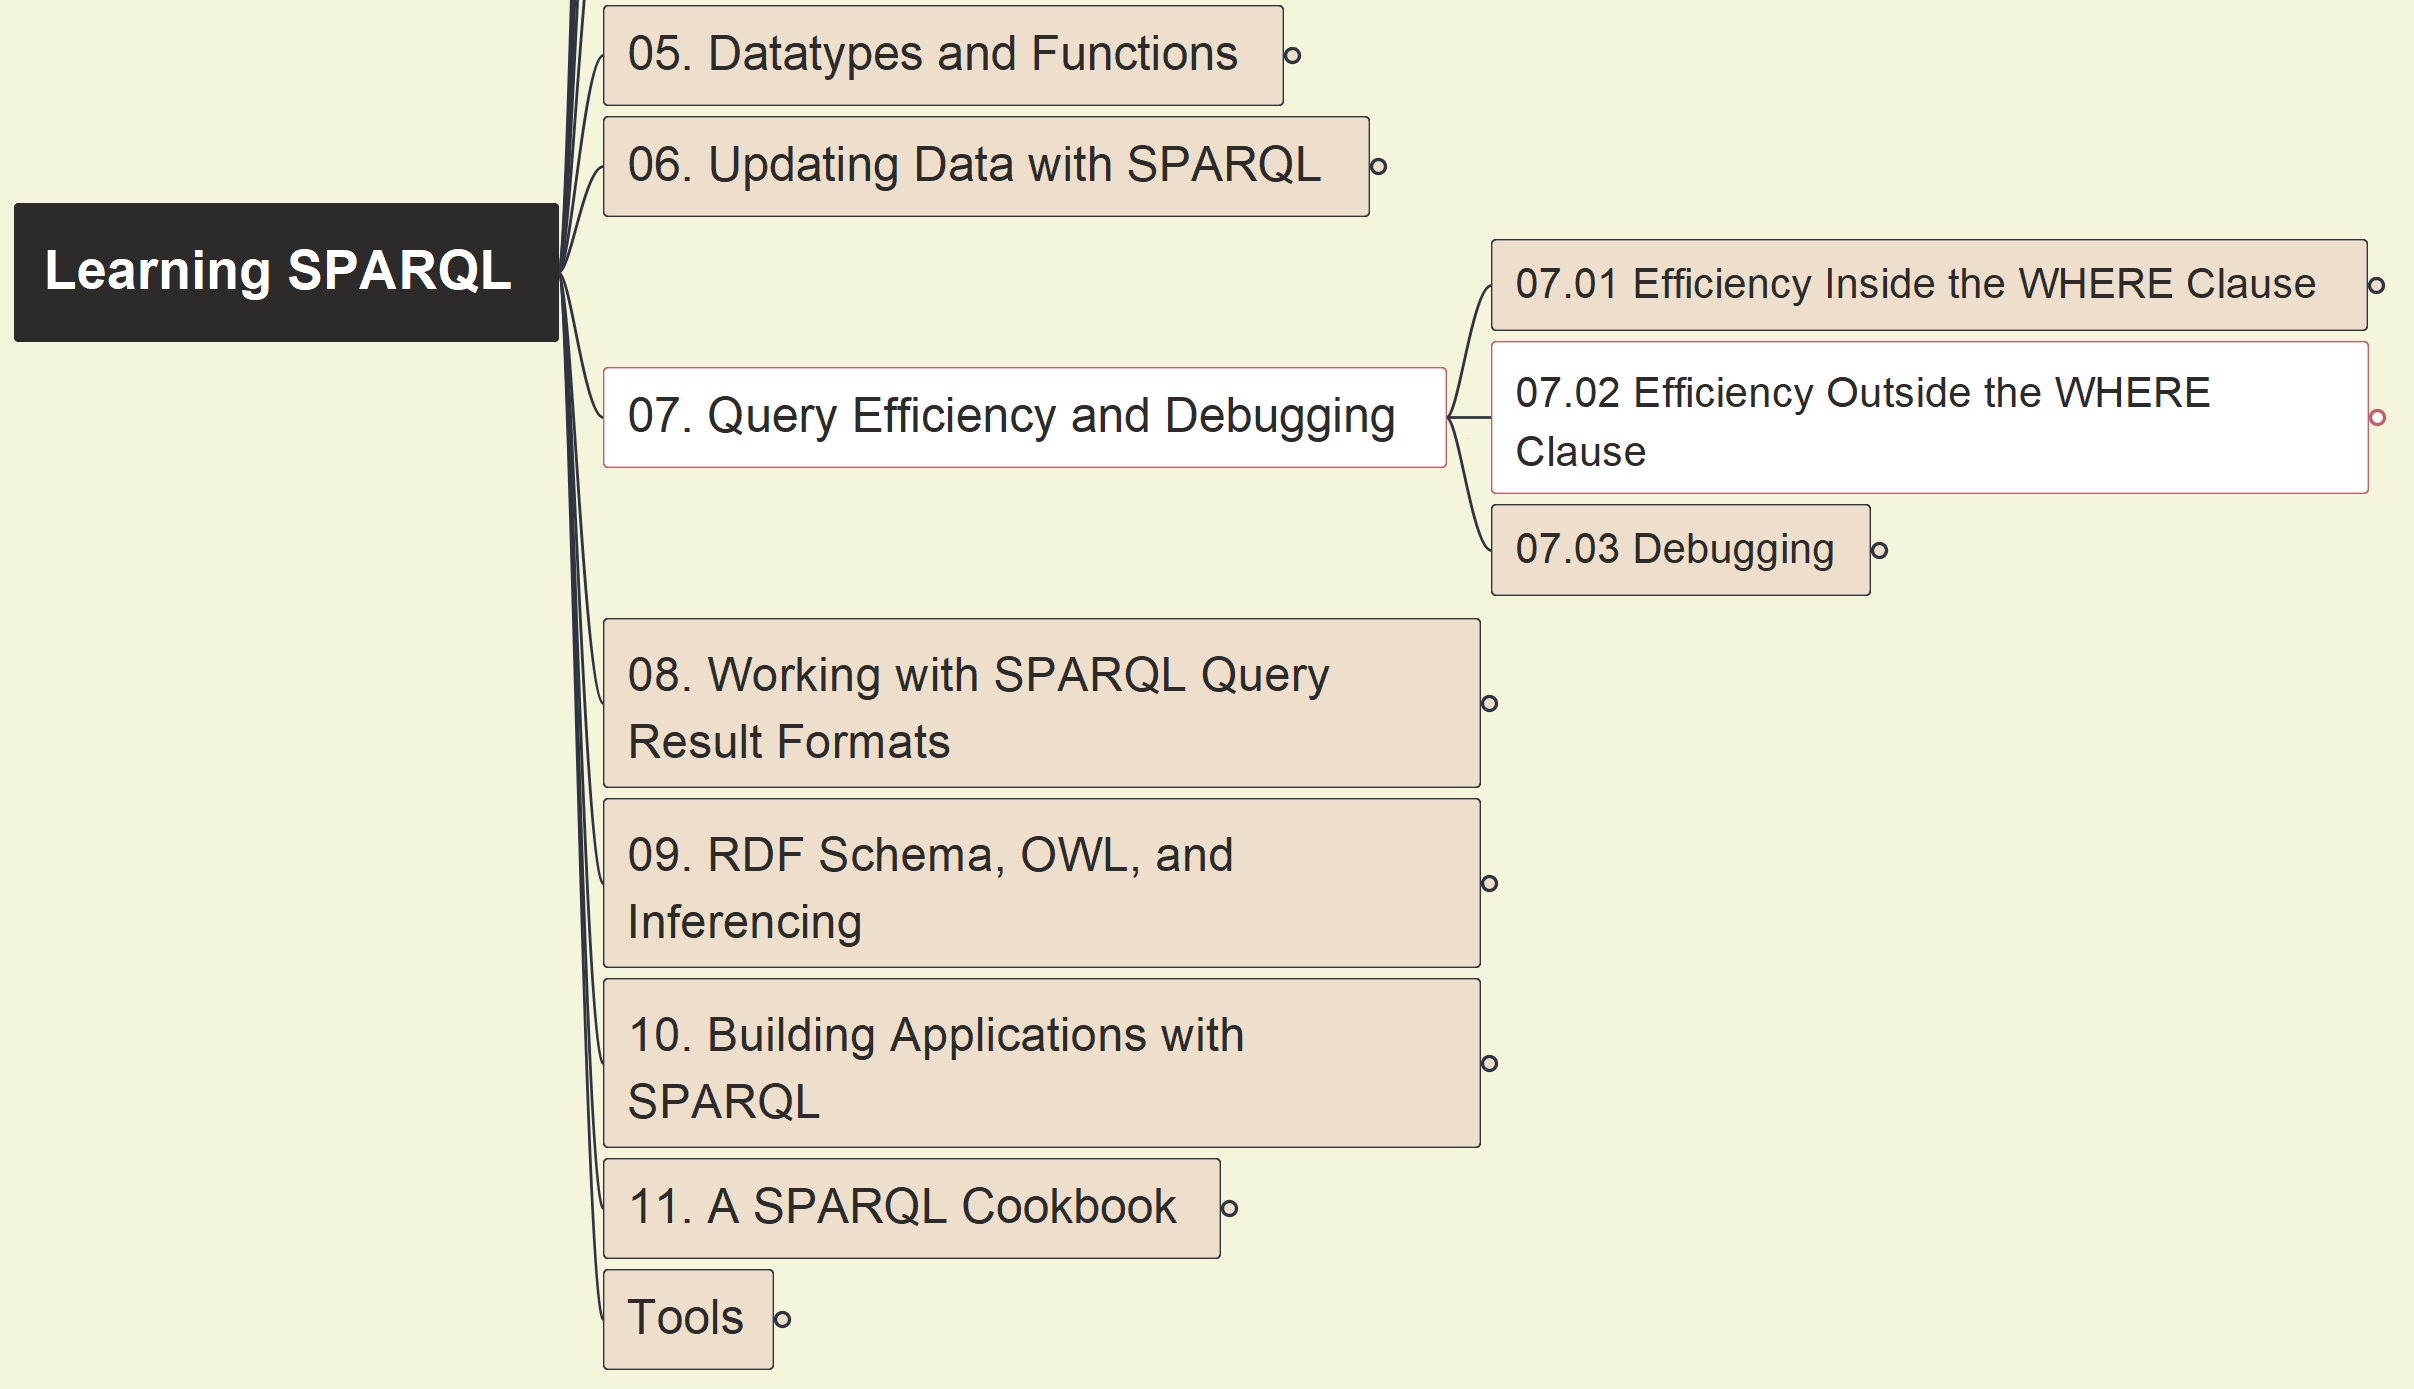 05. Datatypes and Functions
06. Updating Data with SPARQL
Learning SPARQL
07. Query Efficiency and Debugging
07.01 Efficiency Inside the WHERE Clause
07.02 Efficiency Outside the WHERE
Clause
07.03 Debugging
08. Working with SPARQL Query
Result Formats
09. RDF Schema, OWL, and
Inferencing
10. Building Applications with
SPARQL
11. A SPARQL Cookbook
Tools